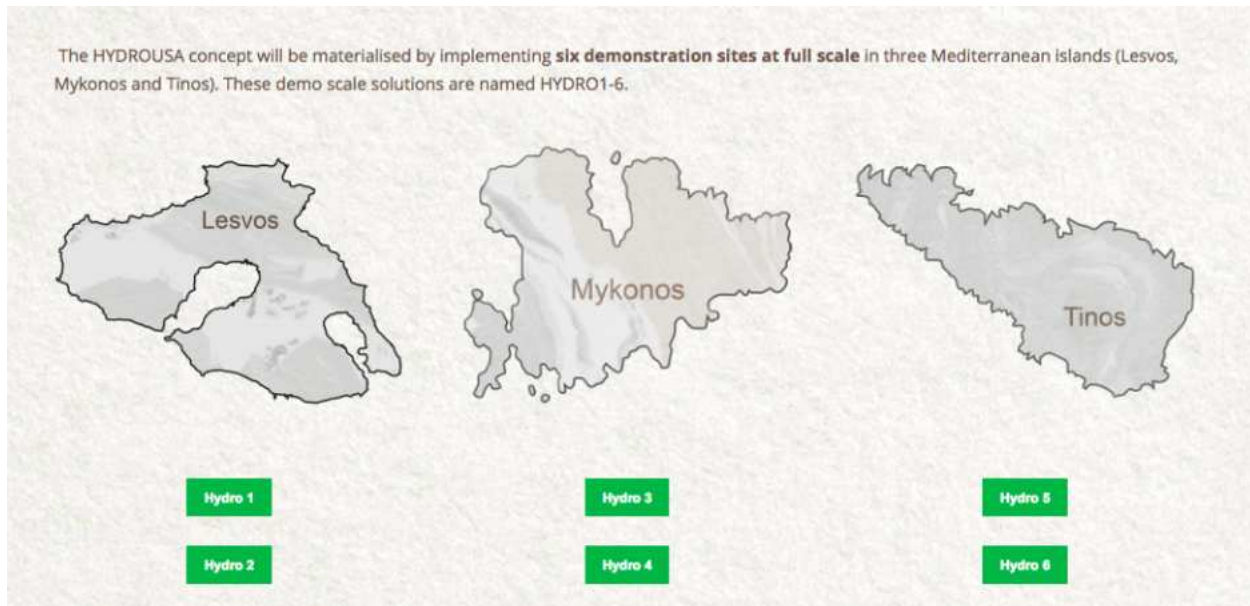 The HYDROUSA concept will be materialised by implementing six demonstration sites at full scale in three Mediterranean islands (Lesvos,
Mykonos and Tinos). These demo scale solutions are named HYDRO1-6.
Lesvos
Mykonos
Tinos
Hydro 1
Hydro 3
Hydro 5
Hydro 2
Hydro 4
Hydro 6